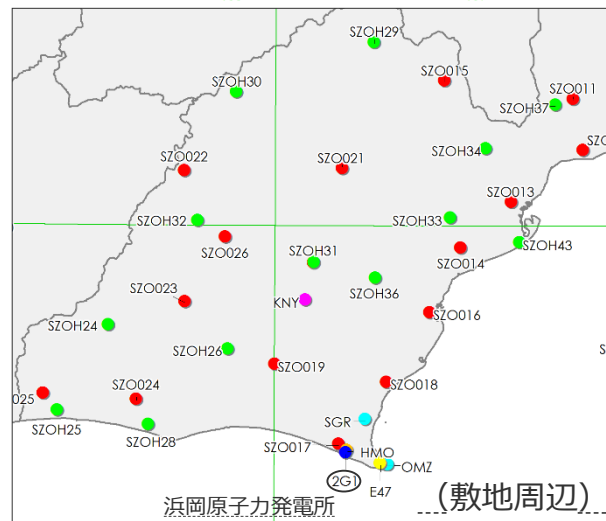 SZOH29
SZO015
SZOH30
SZO011
SZOH37
SZOH34
SZO
SZO022
SZO021
SZO013
SZOH32
SZOH33
SZO026
SZOH43
SZOH31
SZO014
SZOH36
SZO023
KNY
SZO016
SZOH24
SZOH26
S
SZO019
SZO018
025
SZO024
SZOH25
SGR
SZOH28
SZO017
HMO
OMZ
2G1
E47
浜岡原子力発電所
(敷地周辺)